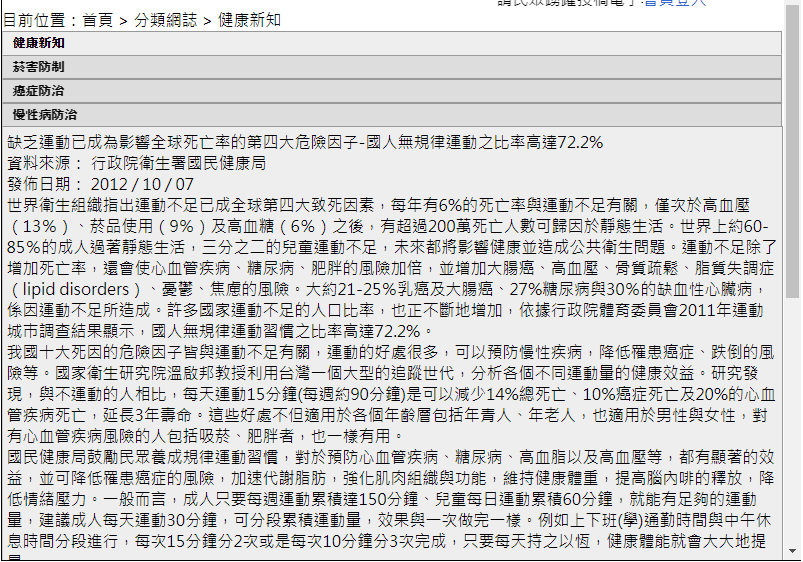 請民眾踴躍投稿電子!會員登入
目前位置：首頁 > 分類網誌 > 健康新知
健康新知
菸害防制
癌症防治
慢性病防治
缺乏運動已成為影響全球死亡率的第四大危險因子-國人無規律運動之比率高達72.2%
資料來源： 行政院衛生署國民健康局
發佈日期： 2012 / 10 / 07
世界衛生組織指出運動不足已成全球第四大致死因素，每年有6%的死亡率與運動不足有關，僅次於高血壓
（13%）、菸品使用（9%）及高血糖（6%）之後，有超過200萬死亡人數可歸因於靜態生活。世界上約60-
85%的成人過著靜態生活，三分之二的兒童運動不足，未來都將影響健康並造成公共衛生問題。運動不足除了
增加死亡率，還會使心血管疾病、糖尿病、肥胖的風險加倍，並增加大腸癌、高血壓、骨質疏鬆、脂質失調症
（lipid disorders）、憂鬱、焦慮的風險。大約21-25%乳癌及大腸癌、27%糖尿病與30%的缺血性心臟病，
係因運動不足所造成。許多國家運動不足的人口比率，也正不斷地增加，依據行政院體育委員會2011年運動
城市調查結果顯示，國人無規律運動習慣之比率高達72.2%。
我國十大死因的危險因子皆與運動不足有關，運動的好處很多，可以預防慢性疾病，降低罹患癌症、跌倒的風
險等。國家衛生研究院溫啟邦教授利用台灣一個大型的追蹤世代，分析各個不同運動量的健康效益。研究發
現，與不運動的人相比，每天運動15分鐘(每週約90分鐘)是可以減少14%總死亡、10%癌症死亡及20%的心血
管疾病死亡，延長3年壽命。這些好處不但適用於各個年齡層包括年青人、年老人，也適用於男性與女性，對
有心血管疾病風險的人包括吸菸、肥胖者，也一樣有用。
國民健康局鼓勵民眾養成規律運動習慣，對於預防心血管疾病、糖尿病、高血脂以及高血壓等，都有顯著的效
益，並可降低罹患癌症的風險，加速代謝脂肪，強化肌肉組織與功能，維持健康體重，提高腦內啡的釋放，降
低情緒壓力。一般而言，成人只要每週運動累積達150分鐘、兒童每日運動累積60分鐘，就能有足夠的運動
量，建議成人每天運動30分鐘，可分段累積運動量，效果與一次做完一樣。例如上下班(學)通勤時間與中午休
息時間分段進行，每次15分鐘分2次或是每次10分鐘分3次完成，只要每天持之以恆，健康體能就會大大地提